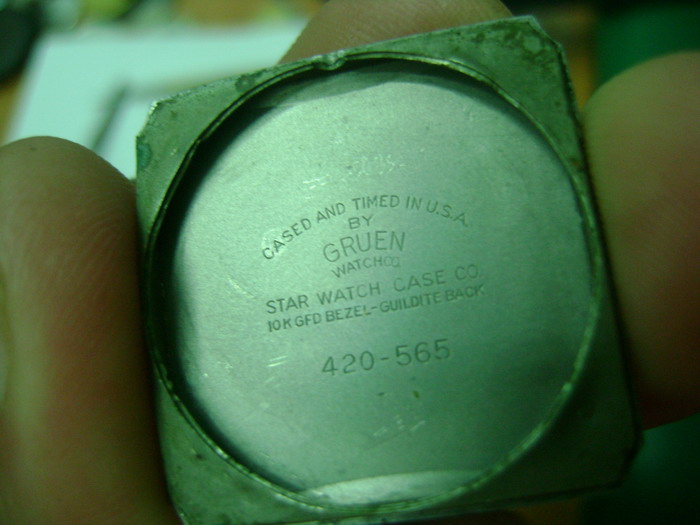 CASED AND TIMED IN U.S.A.
BY
GRUEN
WATCH CO
STAR WATCH CASE CO.
10K GFD BEZEL-GUILDITE BACK
420-565